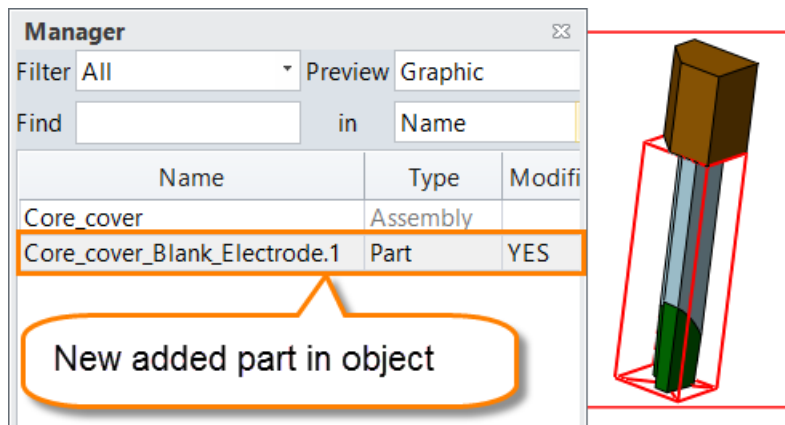 Manager
Filter All Preview Graphic
Find in Name
Name Type Modifi
Core_cover Assembly
Core_cover_Blank_Electrode.1 Part YES
New added part in object